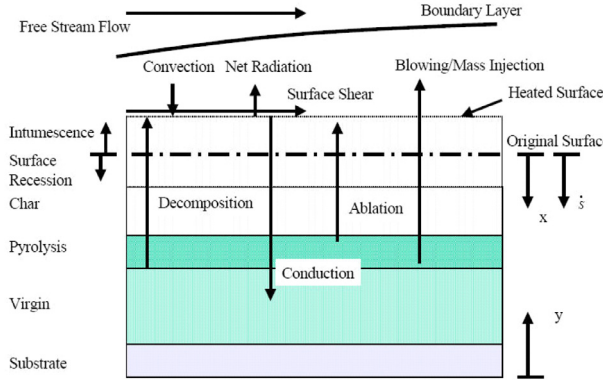 Boundary Layer
Free Stream Flow
Convection
Net Radiation
Blowing/Mass Injection
Surface Shear
Heated Surface
Intumescence
Original Surface
Surface
Recession
Char
Decomposition
Ablation
x
ṡ
Pyrolysis
Conduction
Virgin
y
Substrate